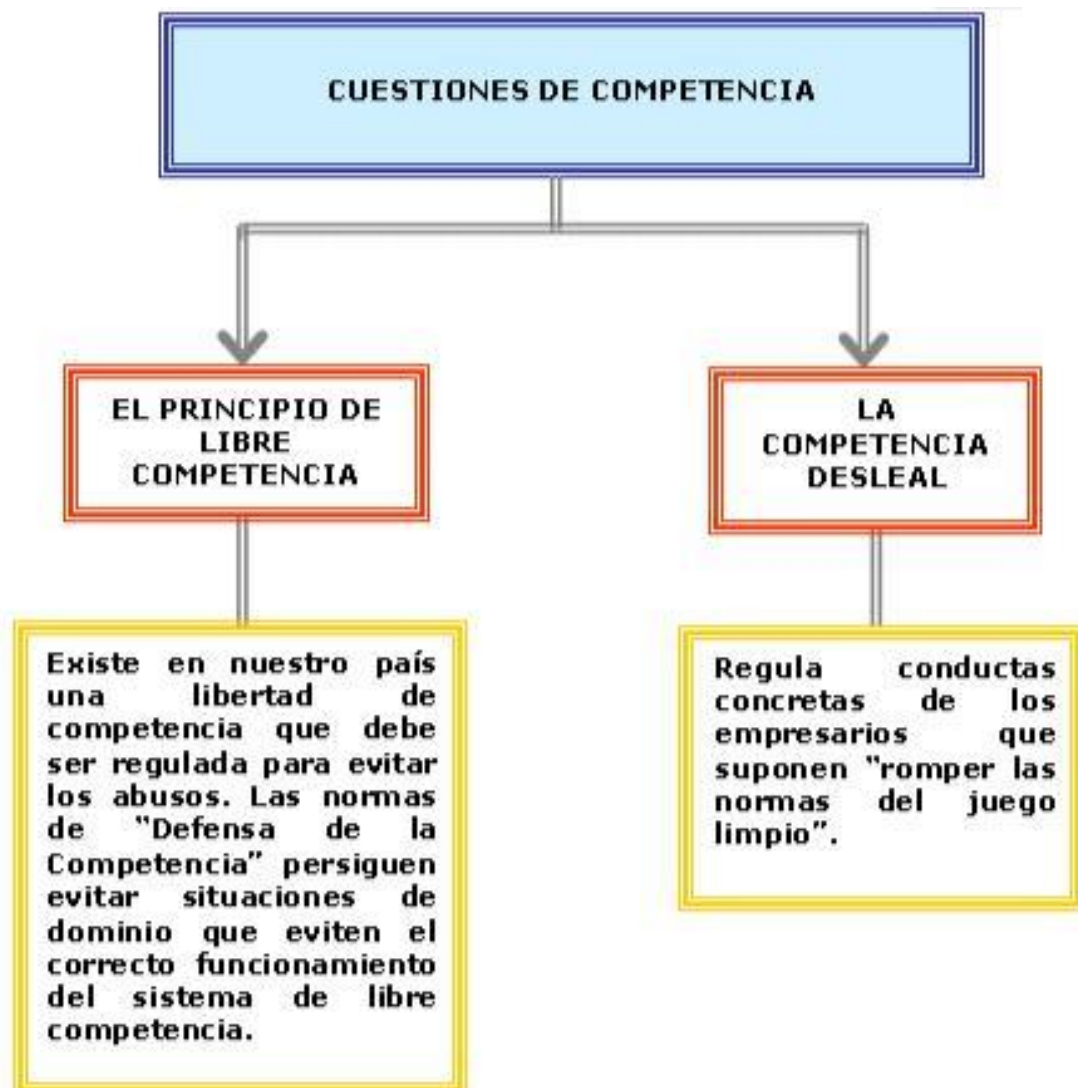 CUESTIONES DE COMPETENCIA
EL PRINCIPIO DE
LIBRE
COMPETENCIA
LA
COMPETENCIA
DESLEAL
Existe en nuestro país
una libertad de
competencia que debe
ser regulada para evitar
los abusos. Las normas
de "Defensa de la
Competencia" persiguen
evitar situaciones de
dominio que eviten el
correcto funcionamiento
del sistema de libre
competencia.
Regula conductas
concretas de los
empresarios que
suponen "romper las
normas del juego
limpio".